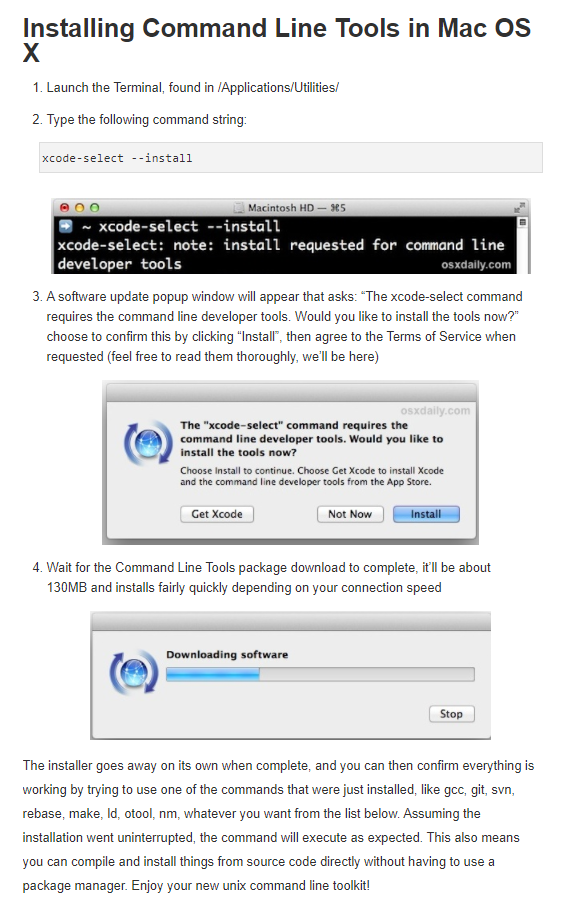 Installing Command Line Tools in Mac OS
X
1. Launch the Terminal, found in /Applications/Utilities/
2. Type the following command string:
xcode-select --install
Macintosh HD — ⌘5
~ xcode-select --install
xcode-select: note: install requested for command line
developer tools
osxdaily.com
3. A software update popup window will appear that asks: “The xcode-select command
requires the command line developer tools. Would you like to install the tools now?”
choose to confirm this by clicking “Install”, then agree to the Terms of Service when
requested (feel free to read them thoroughly, we’ll be here)
osxdaily.com
The "xcode-select" command requires the
command line developer tools. Would you like to
install the tools now?
Choose Install to continue. Choose Get Xcode to install Xcode
and the command line developer tools from the App Store.
Get Xcode Not Now Install
4. Wait for the Command Line Tools package download to complete, it’ll be about
130MB and installs fairly quickly depending on your connection speed
Downloading software
Stop
The installer goes away on its own when complete, and you can then confirm everything is
working by trying to use one of the commands that were just installed, like gcc, git, svn,
rebase, make, ld, otool, nm, whatever you want from the list below. Assuming the
installation went uninterrupted, the command will execute as expected. This also means
you can compile and install things from source code directly without having to use a
package manager. Enjoy your new unix command line toolkit!